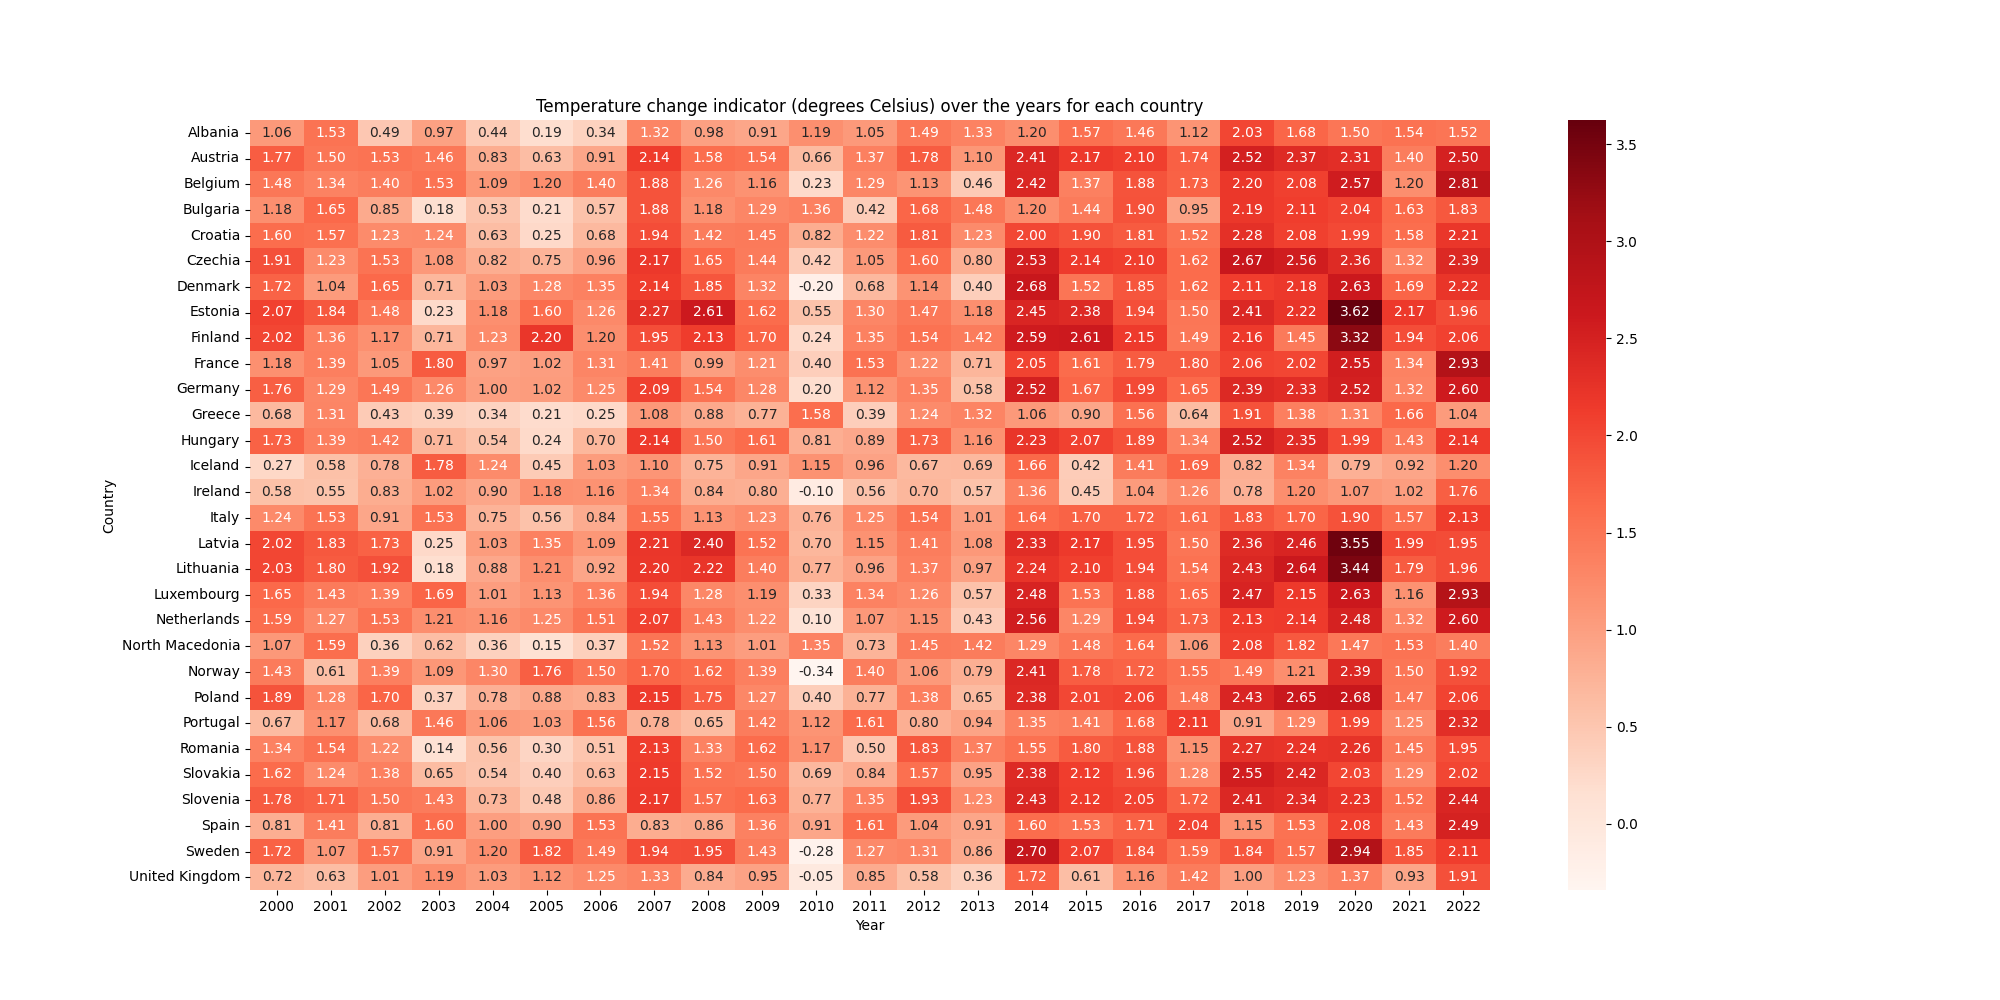 Temperature change indicator (degrees Celsius) over the years for each country
Albania 1.06 1.53 0.49 0.97 0.44 0.19 0.34 1.32 0.98 0.91 1.19 1.05 1.49 1.33 1.20 1.57 1.46 1.12 2.03 1.68 1.50 1.54 1.52
Austria 1.77 1.50 1.53 1.46 0.83 0.63 0.91 2.14 1.58 1.54 0.66 1.37 1.78 1.10 2.41 2.17 2.10 1.74 2.52 2.37 2.31 1.40 2.50
Belgium 1.48 1.34 1.40 1.53 1.09 1.20 1.40 1.88 1.26 1.16 0.23 1.29 1.13 0.46 2.42 1.37 1.88 1.73 2.20 2.08 2.57 1.20 2.81
Bulgaria 1.18 1.65 0.85 0.18 0.53 0.21 0.57 1.88 1.18 1.29 1.36 0.42 1.68 1.48 1.20 1.44 1.90 0.95 2.19 2.11 2.04 1.63 1.83
Croatia 1.60 1.57 1.23 1.24 0.63 0.25 0.68 1.94 1.42 1.45 0.82 1.22 1.81 1.23 2.00 1.90 1.81 1.52 2.28 2.08 1.99 1.58 2.21
Czechia 1.91 1.23 1.53 1.08 0.82 0.75 0.96 2.17 1.65 1.44 0.42 1.05 1.60 0.80 2.53 2.14 2.10 1.62 2.67 2.56 2.36 1.32 2.39
Denmark 1.72 1.04 1.65 0.71 1.03 1.28 1.35 2.14 1.85 1.32 -0.20 0.68 1.14 0.40 2.68 1.52 1.85 1.62 2.11 2.18 2.63 1.69 2.22
Estonia 2.07 1.84 1.48 0.23 1.18 1.60 1.26 2.27 2.61 1.62 0.55 1.30 1.47 1.18 2.45 2.38 1.94 1.50 2.41 2.22 3.62 2.17 1.96
Finland 2.02 1.36 1.17 0.71 1.23 2.20 1.20 1.95 2.13 1.70 0.24 1.35 1.54 1.42 2.59 2.61 2.15 1.49 2.16 1.45 3.32 1.94 2.06
France 1.18 1.39 1.05 1.80 0.97 1.02 1.31 1.41 0.99 1.21 0.40 1.53 1.22 0.71 2.05 1.61 1.79 1.80 2.06 2.02 2.55 1.34 2.93
Germany 1.76 1.29 1.49 1.26 1.00 1.02 1.25 2.09 1.54 1.28 0.20 1.12 1.35 0.58 2.52 1.67 1.99 1.65 2.39 2.33 2.52 1.32 2.60
Greece 0.68 1.31 0.43 0.39 0.34 0.21 0.25 1.08 0.88 0.77 1.58 0.39 1.24 1.32 1.06 0.90 1.56 0.64 1.91 1.38 1.31 1.66 1.04
Hungary 1.73 1.39 1.42 0.71 0.54 0.24 0.70 2.14 1.50 1.61 0.81 0.89 1.73 1.16 2.23 2.07 1.89 1.34 2.52 2.35 1.99 1.43 2.14
Iceland 0.27 0.58 0.78 1.78 1.24 0.45 1.03 1.10 0.75 0.91 1.15 0.96 0.67 0.69 1.66 0.42 1.41 1.69 0.82 1.34 0.79 0.92 1.20
Ireland 0.58 0.55 0.83 1.02 0.90 1.18 1.16 1.34 0.84 0.80 -0.10 0.56 0.70 0.57 1.36 0.45 1.04 1.26 0.78 1.20 1.07 1.02 1.76
Italy 1.24 1.53 0.91 1.53 0.75 0.56 0.84 1.55 1.13 1.23 0.76 1.25 1.54 1.01 1.64 1.70 1.72 1.61 1.83 1.70 1.90 1.57 2.13
Latvia 2.02 1.83 1.73 0.25 1.03 1.35 1.09 2.21 2.40 1.52 0.70 1.15 1.41 1.08 2.33 2.17 1.95 1.50 2.36 2.46 3.55 1.99 1.95
Lithuania 2.03 1.80 1.92 0.18 0.88 1.21 0.92 2.20 2.22 1.40 0.77 0.96 1.37 0.97 2.24 2.10 1.94 1.54 2.43 2.64 3.44 1.79 1.96
Luxembourg 1.65 1.43 1.39 1.69 1.01 1.13 1.36 1.94 1.28 1.19 0.33 1.34 1.26 0.57 2.48 1.53 1.88 1.65 2.47 2.15 2.63 1.16 2.93
Netherlands 1.59 1.27 1.53 1.21 1.16 1.25 1.51 2.07 1.43 1.22 0.10 1.07 1.15 0.43 2.56 1.29 1.94 1.73 2.13 2.14 2.48 1.32 2.60
North Macedonia 1.07 1.59 0.36 0.62 0.36 0.15 0.37 1.52 1.13 1.01 1.35 0.73 1.45 1.42 1.29 1.48 1.64 1.06 2.08 1.82 1.47 1.53 1.40
Norway 1.43 0.61 1.39 1.09 1.30 1.76 1.50 1.70 1.62 1.39 -0.34 1.40 1.06 0.79 2.41 1.78 1.72 1.55 1.49 1.21 2.39 1.50 1.92
Poland 1.89 1.28 1.70 0.37 0.78 0.88 0.83 2.15 1.75 1.27 0.40 0.77 1.38 0.65 2.38 2.01 2.06 1.48 2.43 2.65 2.68 1.47 2.06
Portugal 0.67 1.17 0.68 1.46 1.06 1.03 1.56 0.78 0.65 1.42 1.12 1.61 0.80 0.94 1.35 1.41 1.68 2.11 0.91 1.29 1.99 1.25 2.32
Romania 1.34 1.54 1.22 0.14 0.56 0.30 0.51 2.13 1.33 1.62 1.17 0.50 1.83 1.37 1.55 1.80 1.88 1.15 2.27 2.24 2.26 1.45 1.95
Slovakia 1.62 1.24 1.38 0.65 0.54 0.40 0.63 2.15 1.52 1.50 0.69 0.84 1.57 0.95 2.38 2.12 1.96 1.28 2.55 2.42 2.03 1.29 2.02
Slovenia 1.78 1.71 1.50 1.43 0.73 0.48 0.86 2.17 1.57 1.63 0.77 1.35 1.93 1.23 2.43 2.12 2.05 1.72 2.41 2.34 2.23 1.52 2.44
Spain 0.81 1.41 0.81 1.60 1.00 0.90 1.53 0.83 0.86 1.36 0.91 1.61 1.04 0.91 1.60 1.53 1.71 2.04 1.15 1.53 2.08 1.43 2.49
Sweden 1.72 1.07 1.57 0.91 1.20 1.82 1.49 1.94 1.95 1.43 -0.28 1.27 1.31 0.86 2.70 2.07 1.84 1.59 1.84 1.57 2.94 1.85 2.11
United Kingdom 0.72 0.63 1.01 1.19 1.03 1.12 1.25 1.33 0.84 0.95 -0.05 0.85 0.58 0.36 1.72 0.61 1.16 1.42 1.00 1.23 1.37 0.93 1.91
2000 2001 2002 2003 2004 2005 2006 2007 2008 2009 2010 2011 2012 2013 2014 2015 2016 2017 2018 2019 2020 2021 2022
Year
Country
3.5
3.0
2.5
2.0
1.5
1.0
0.5
0.0